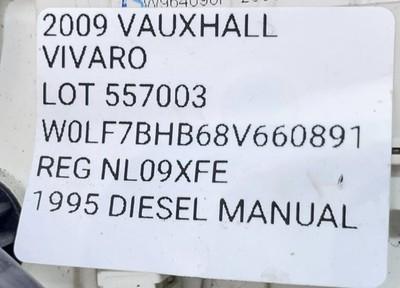 2009 VAUXHALL
VIVARO
LOT 557003
W0LF7BHB68V660891
REG NL09XFE
1995 DIESEL MANUAL